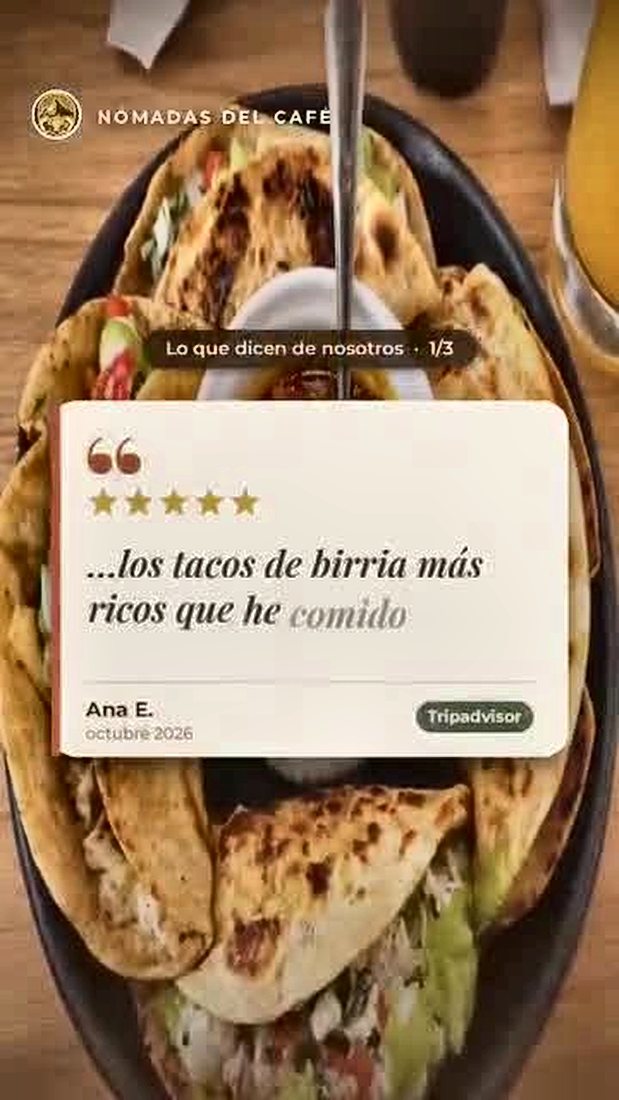 NOMADAS DEL CAFÉ
Lo que dicen de nosotros · 1/3
...los tacos de birria más
ricos que he comido
Ana E.
octubre 2026
Tripadvisor